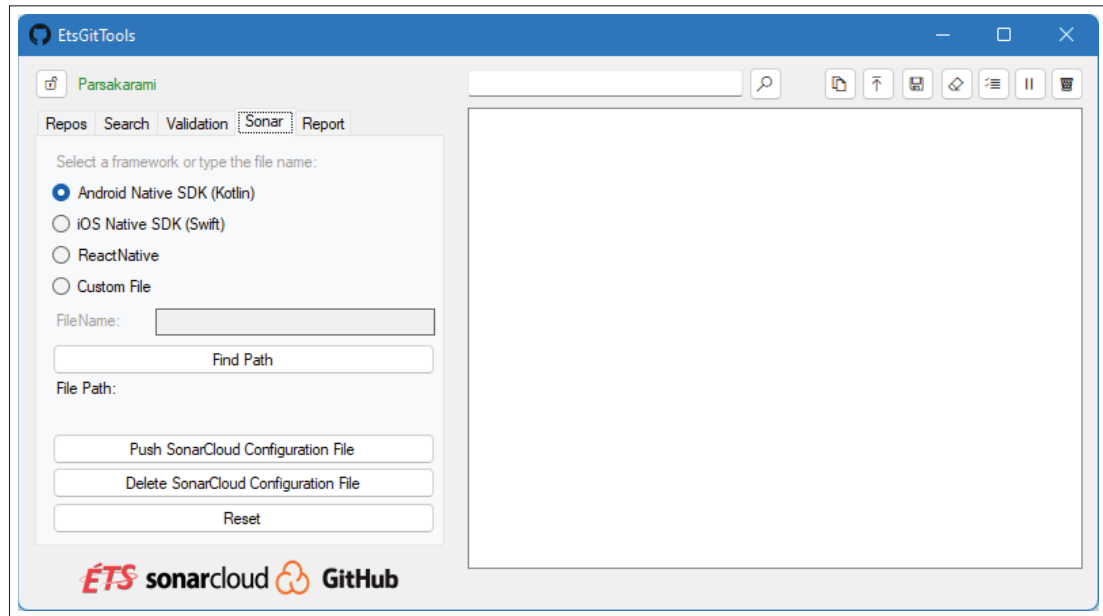 EtsGitTools
Parsakarami
Repos Search Validation Sonar Report
Select a framework or type the file name:
Android Native SDK (Kotlin)
iOS Native SDK (Swift)
ReactNative
Custom File
FileName:
Find Path
File Path:
Push SonarCloud Configuration File
Delete SonarCloud Configuration File
Reset
ÉTS sonarcloud GitHub